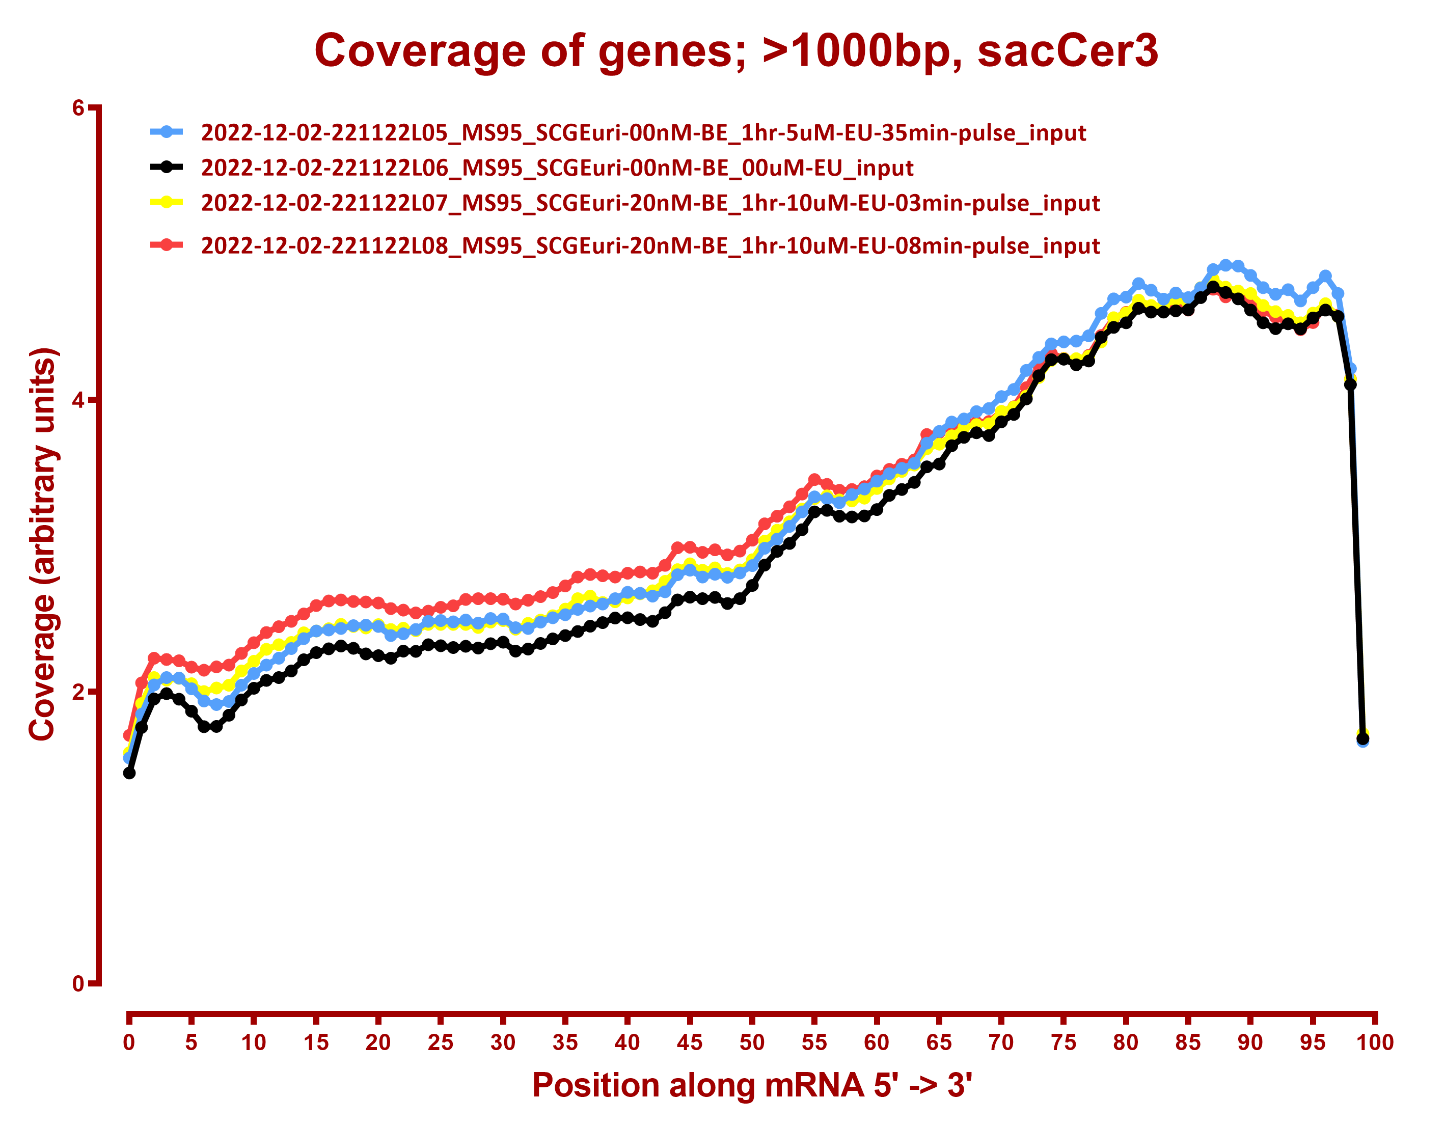 Coverage of genes; >1000bp, sacCer3
6
2022-12-02-221122L05_MS95_SCGEuri-00nM-BE_1hr-5uM-EU-35min-pulse_input
2022-12-02-221122L06_MS95_SCGEuri-00nM-BE_00uM-EU_input
2022-12-02-221122L07_MS95_SCGEuri-20nM-BE_1hr-10uM-EU-03min-pulse_input
2022-12-02-221122L08_MS95_SCGEuri-20nM-BE_1hr-10uM-EU-08min-pulse_input
4
Coverage (arbitrary units)
2
0
0 5 10 15 20 25 30 35 40 45 50 55 60 65 70 75 80 85 90 95 100
Position along mRNA 5' -> 3'